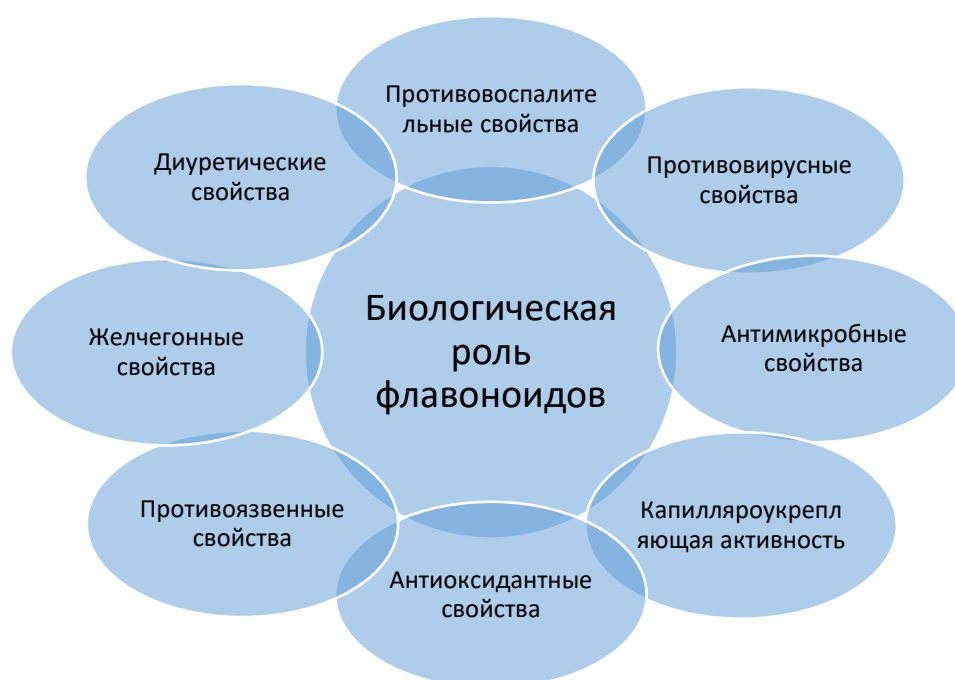 Противовоспалите
льные свойства
Противовирусные
свойства
Антимикробные
свойства
Капилляроукрепл
яющая активность
Антиоксидантные
свойства
Противоязвенные
свойства
Желчегонные
свойства
Диуретические
свойства
Биологическая
роль
флавоноидов